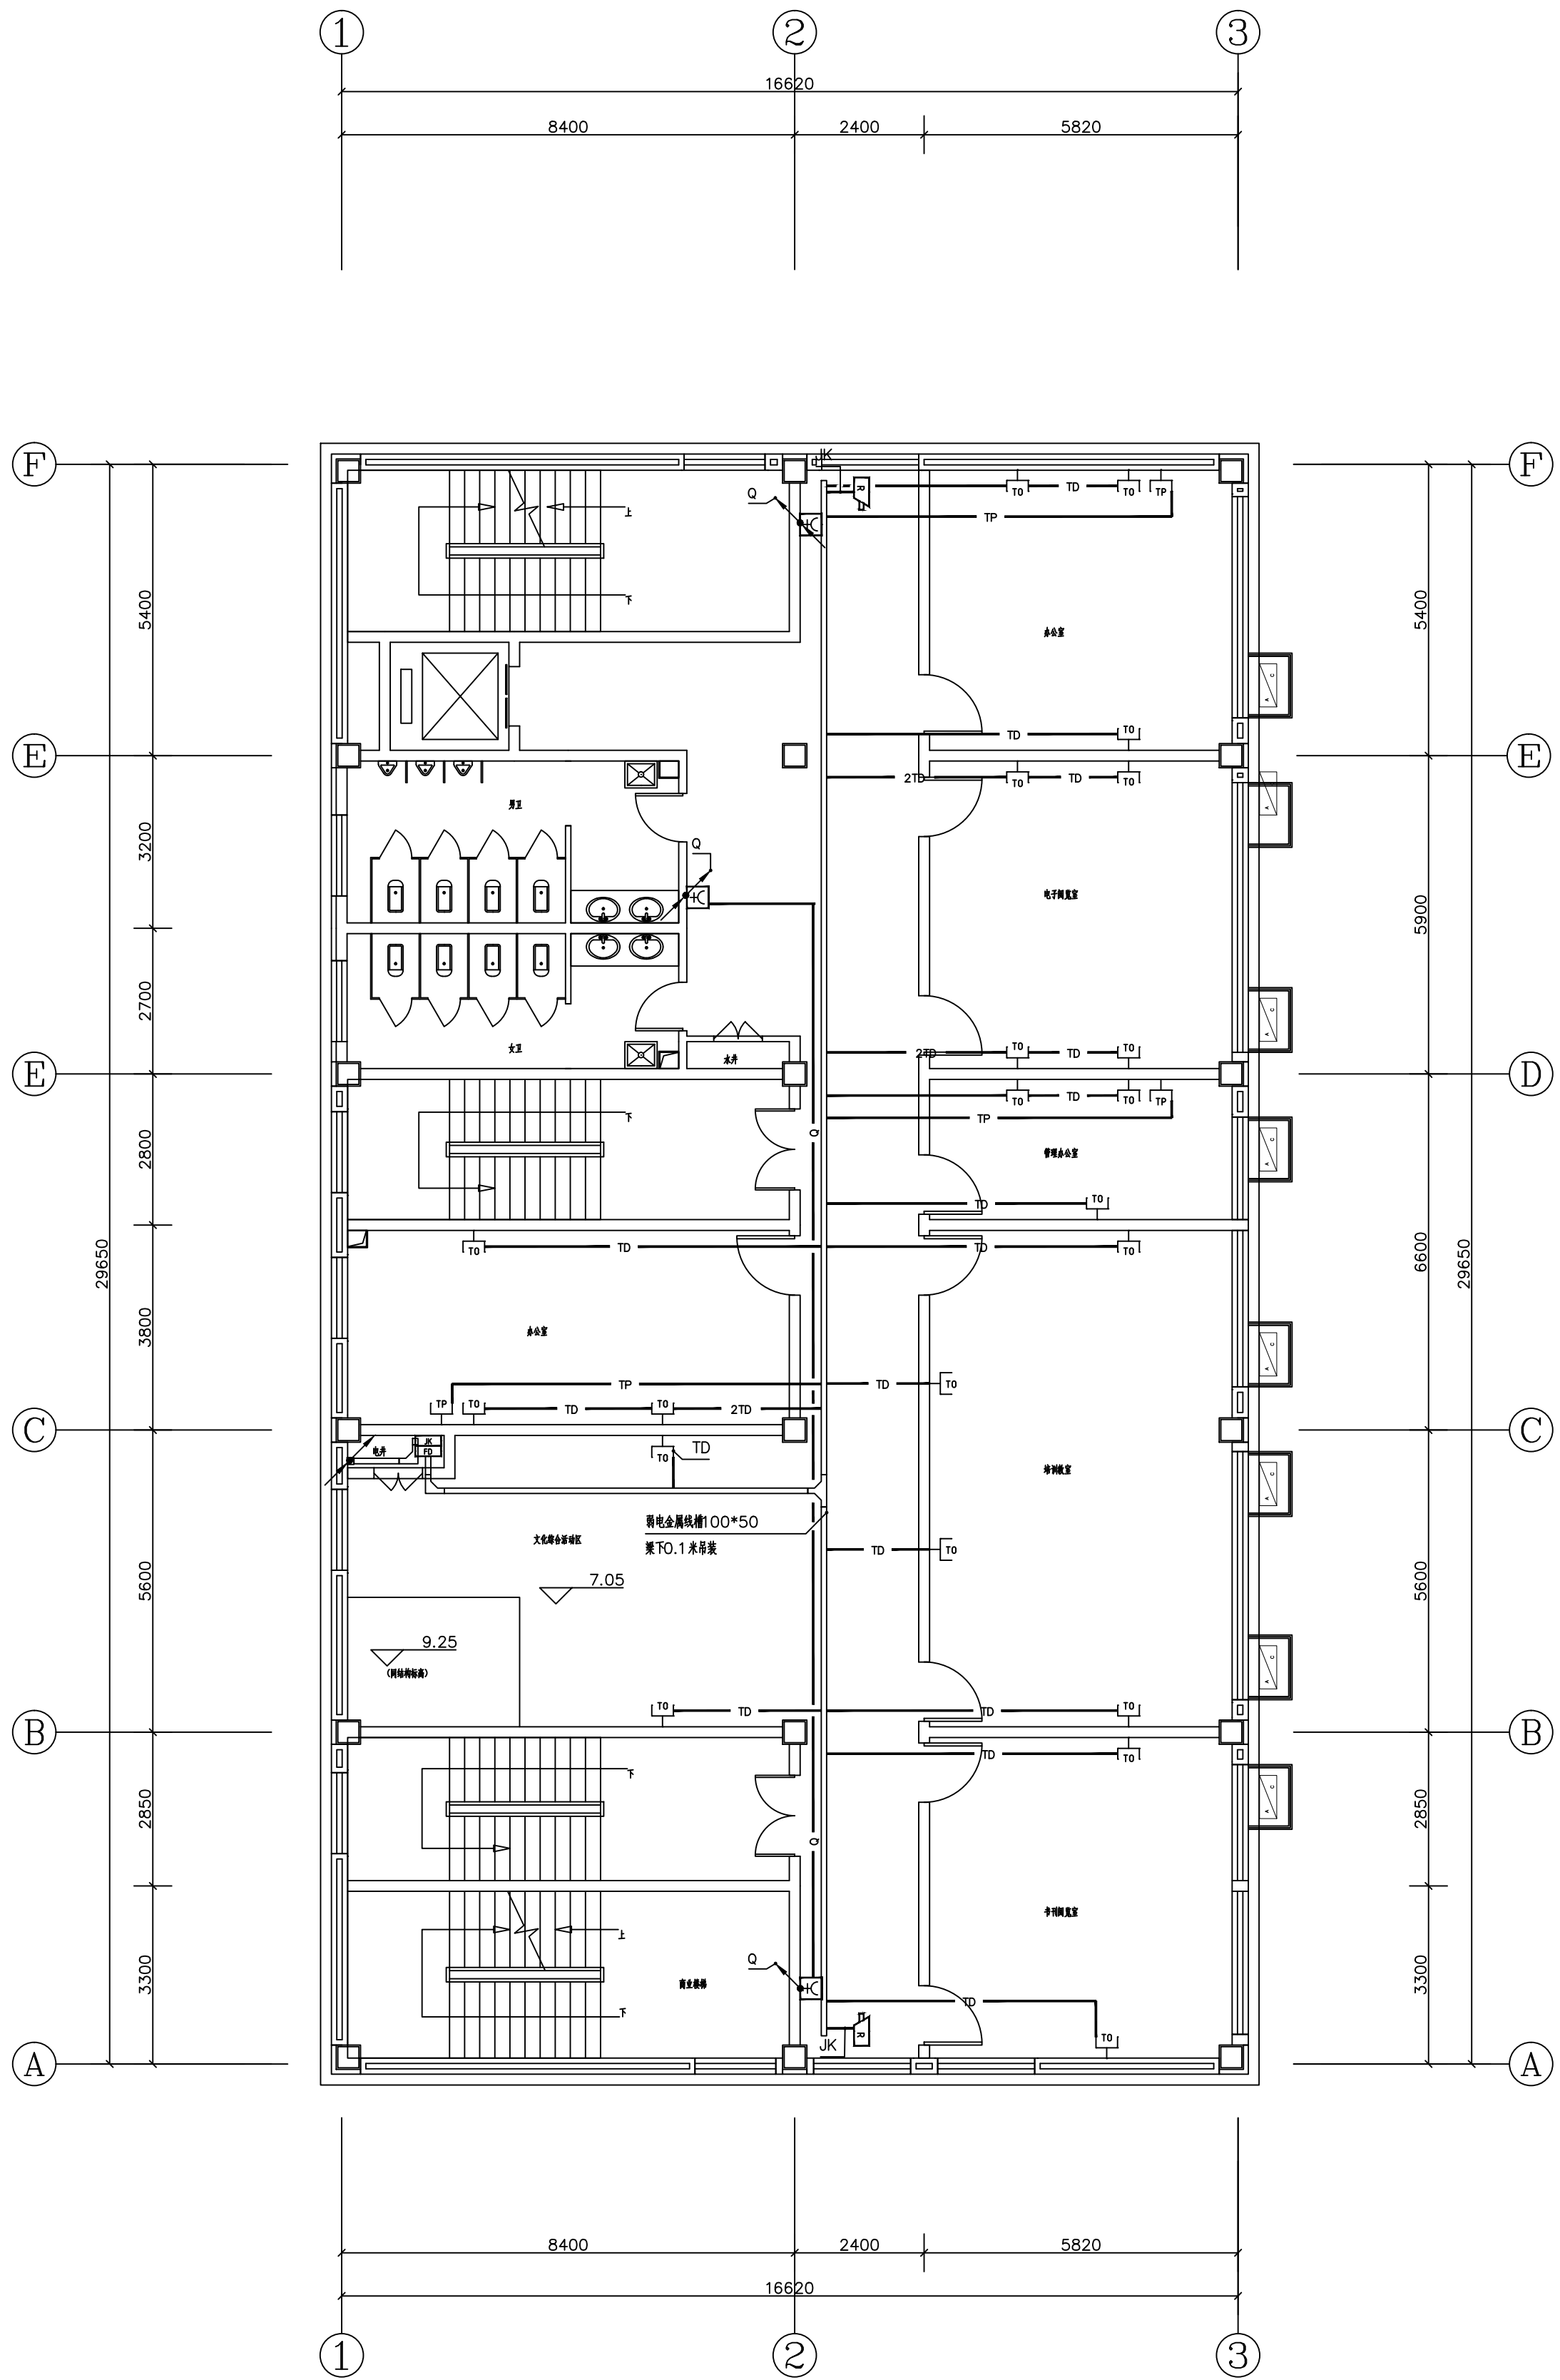 1
2
3
16620
8400
2400
5820
F
F
JK
TD
TO
TO
TP
R
Q
TP
上
5400
5400
下
办公室
C
A
TD
TO
E
E
2TD
TO
TD
TO
A
男卫
3200
Q
电子阅览室
5900
2700
C
A
女卫
水井
2TD
TO
TD
TO
E
D
TO
TD
TO
TP
下
TP
Q
2800
管理办公室
C
A
TD
TO
TO
TD
TD
TO
29650
6600
29650
3800
办公室
C
A
TP
TD
TO
TP
TO
TD
TO
2TD
C
C
电井
JK
FD
TO
TD
培训教室
C
A
弱电金属线槽100*50
梁下0.1米吊装
文化综合活动区
TD
TO
7.05
5600
5600
9.25
(同结构标高)
C
A
TO
TD
TD
TO
B
B
TD
TO
下
C
A
2850
2850
Q
书刊阅览室
上
Q
商业楼梯
3300
3300
TD
下
R
JK
TO
A
A
8400
2400
5820
16620
1
2
3